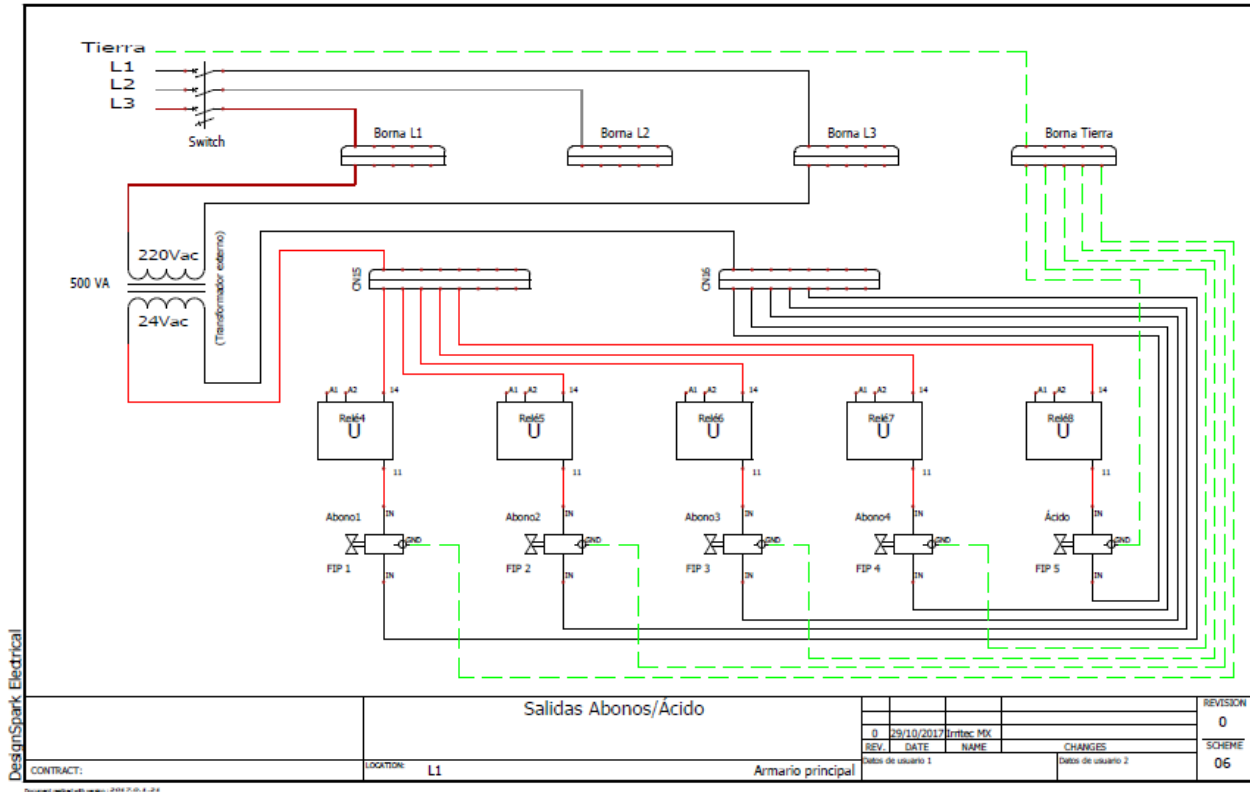 Tierra
L1
L2
L3
Switch
Borna L1
Borna L2
Borna L3
Borna Tierra
500 VA
220Vac
24Vac
(Transformador externo)
CN15
CN16
A1 A2 14
Relé4
U
11
A1 A2 14
Relé5
U
11
A1 A2 14
Relé6
U
11
A1 A2 14
Relé7
U
11
A1 A2 14
Relé8
U
11
Abono1
IN
GND
FIP 1
IN
Abono2
IN
GND
FIP 2
IN
Abono3
IN
GND
FIP 3
IN
Abono4
IN
GND
FIP 4
IN
Ácido
IN
GND
FIP 5
IN
DesignSpark Electrical
Salidas Abonos/Ácido
CONTRACT:
LOCATION: L1
Armario principal
0 29/10/2017 Irritec MX
REV. DATE NAME CHANGES
Datos de usuario 1
Datos de usuario 2
REVISION
0
SCHEME
06